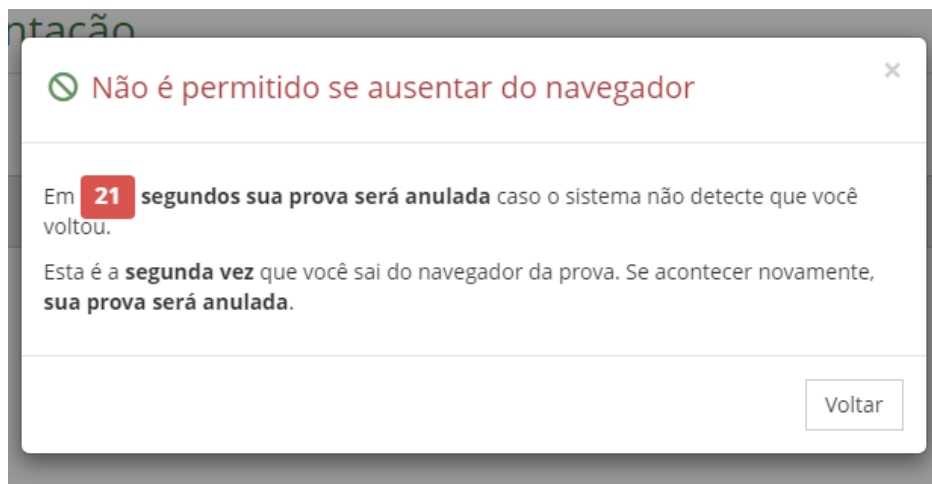 ntação
Não é permitido se ausentar do navegador
×
Em 21 segundos sua prova será anulada caso o sistema não detecte que você
voltou.
Esta é a segunda vez que você sai do navegador da prova. Se acontecer novamente,
sua prova será anulada.
Voltar